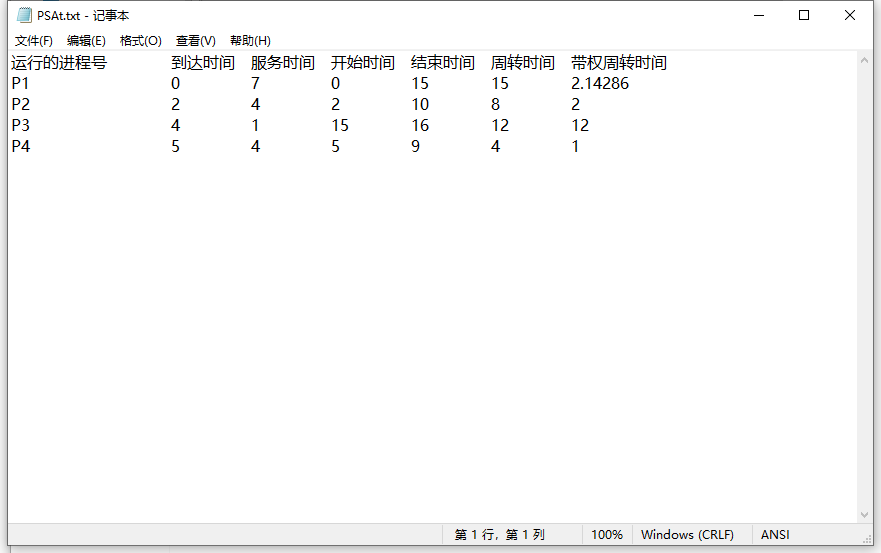 PSAt.txt - 记事本
文件(F) 编辑(E) 格式(O) 查看(V) 帮助(H)
运行的进程号 到达时间 服务时间 开始时间 结束时间 周转时间 带权周转时间
P1 0 7 0 15 15 2.14286
P2 2 4 2 10 8 2
P3 4 1 15 16 12 12
P4 5 4 5 9 4 1
第 1 行，第 1 列 100% Windows (CRLF) ANSI